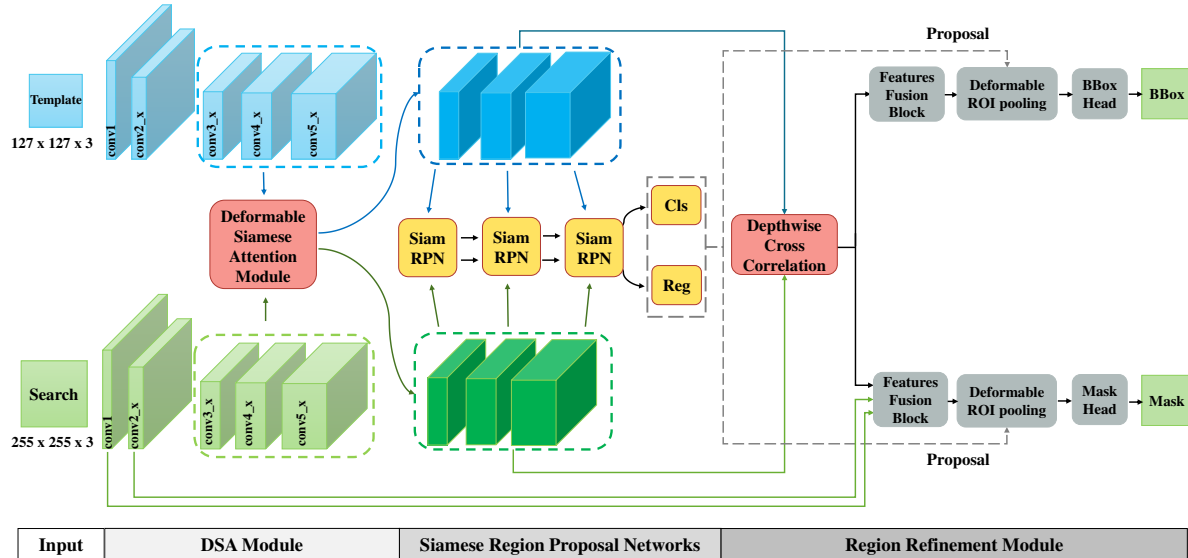 Template
127 x 127 x 3
conv1
conv2_x
conv3_x
conv4_x
conv5_x
Deformable
Siamese
Attention
Module
Search
255 x 255 x 3
conv1
conv2_x
conv3_x
conv4_x
conv5_x
Siam
RPN
Siam
RPN
Siam
RPN
Cls
Reg
Depthwise
Cross
Correlation
Proposal
Features
Fusion
Block
Deformable
ROI pooling
BBox
Head
BBox
Features
Fusion
Block
Deformable
ROI pooling
Mask
Head
Mask
Proposal
Input
DSA Module
Siamese Region Proposal Networks
Region Refinement Module